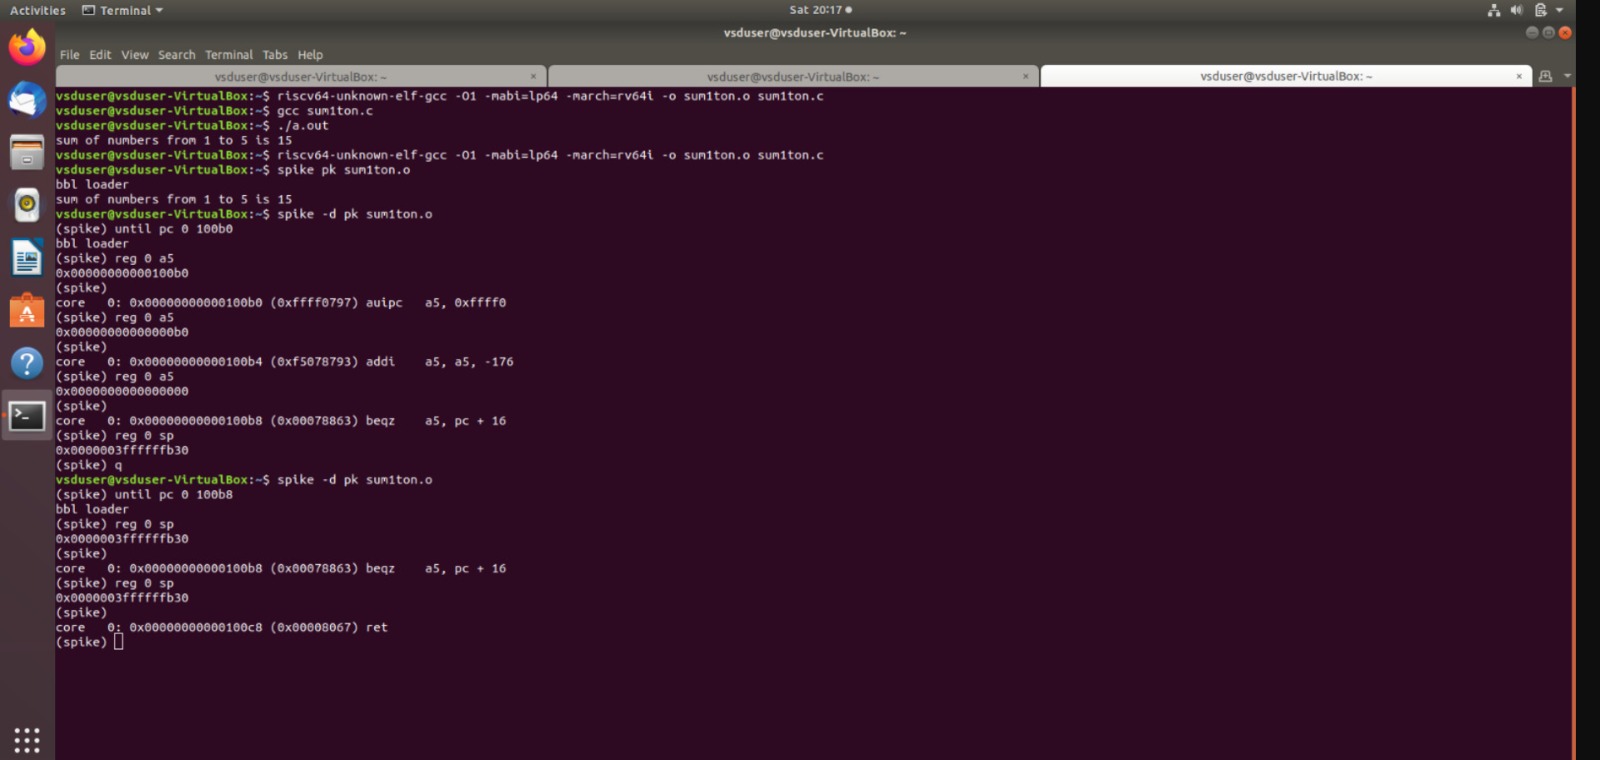 Activities Terminal Sat 20:17
vsduser@vsduser-VirtualBox: ~
File Edit View Search Terminal Tabs Help
vsduser@vsduser-VirtualBox: ~ × vsduser@vsduser-VirtualBox: ~ × vsduser@vsduser-VirtualBox: ~ ×
vsduser@vsduser-VirtualBox:~$ riscv64-unknown-elf-gcc -O1 -mabi=lp64 -march=rv64i -o sum1ton.o sum1ton.c
vsduser@vsduser-VirtualBox:~$ gcc sum1ton.c
vsduser@vsduser-VirtualBox:~$ ./a.out
sum of numbers from 1 to 5 is 15
vsduser@vsduser-VirtualBox:~$ riscv64-unknown-elf-gcc -O1 -mabi=lp64 -march=rv64i -o sum1ton.o sum1ton.c
vsduser@vsduser-VirtualBox:~$ spike pk sum1ton.o
bbl loader
sum of numbers from 1 to 5 is 15
vsduser@vsduser-VirtualBox:~$ spike -d pk sum1ton.o
(spike) until pc 0 100b0
bbl loader
(spike) reg 0 a5
0x00000000000100b0
(spike)
core   0: 0x00000000000100b0 (0xffff0797) auipc   a5, 0xffff0
(spike) reg 0 a5
0x00000000000000b0
(spike)
core   0: 0x00000000000100b4 (0xf5078793) addi    a5, a5, -176
(spike) reg 0 a5
0x0000000000000000
(spike)
core   0: 0x00000000000100b8 (0x00078863) beqz    a5, pc + 16
(spike) reg 0 sp
0x0000003ffffffb30
(spike) q
vsduser@vsduser-VirtualBox:~$ spike -d pk sum1ton.o
(spike) until pc 0 100b8
bbl loader
(spike) reg 0 sp
0x0000003ffffffb30
(spike)
core   0: 0x00000000000100b8 (0x00078863) beqz    a5, pc + 16
(spike) reg 0 sp
0x0000003ffffffb30
(spike)
core   0: 0x00000000000100c8 (0x00008067) ret
(spike)